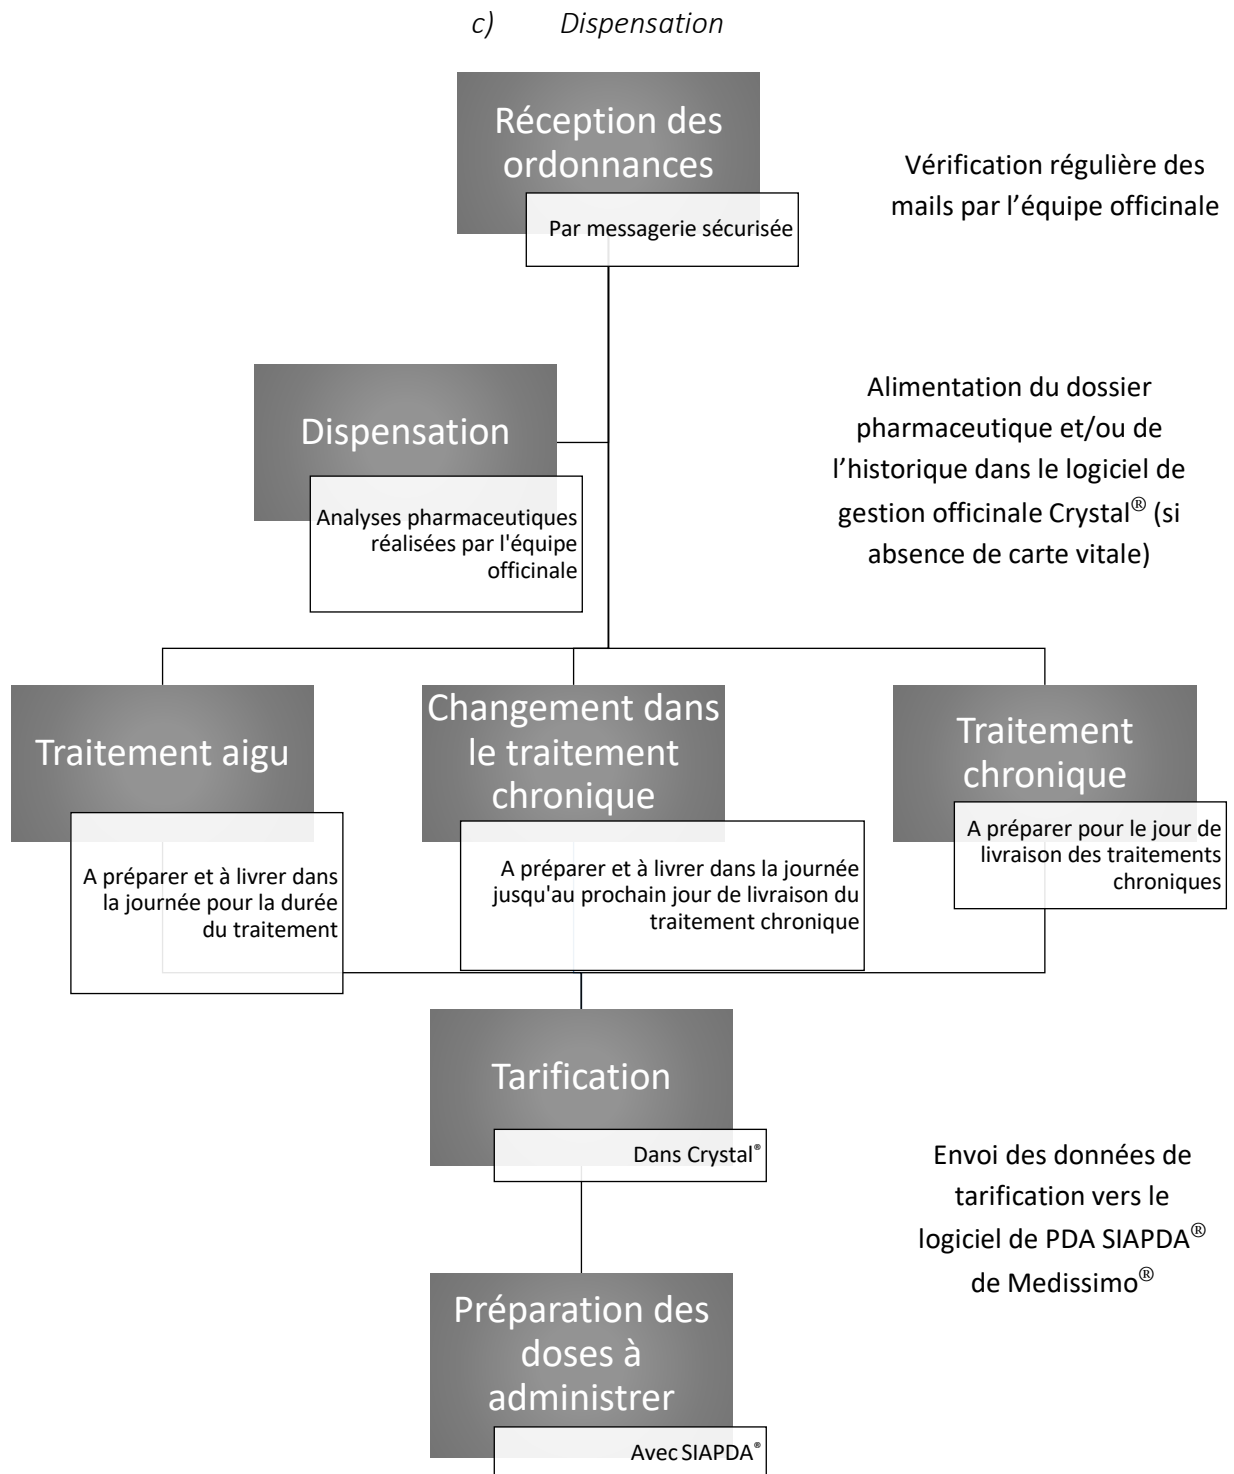 c) Dispensation
Réception des
ordonnances
Par messagerie sécurisée
Vérification régulière des
mails par l’équipe officinale
Dispensation
Analyses pharmaceutiques
réalisées par l'équipe
officinale
Alimentation du dossier
pharmaceutique et/ou de
l’historique dans le logiciel de
gestion officinale Crystal® (si
absence de carte vitale)
Traitement aigu
A préparer et à livrer dans
la journée pour la durée
du traitement
Changement dans
le traitement
chronique
A préparer et à livrer dans la journée
jusqu'au prochain jour de livraison du
traitement chronique
Traitement
chronique
A préparer pour le jour de
livraison des traitements
chroniques
Tarification
Dans Crystal®
Envoi des données de
tarification vers le
logiciel de PDA SIAPDA®
de Medissimo®
Préparation des
doses à
administrer
Avec SIAPDA®